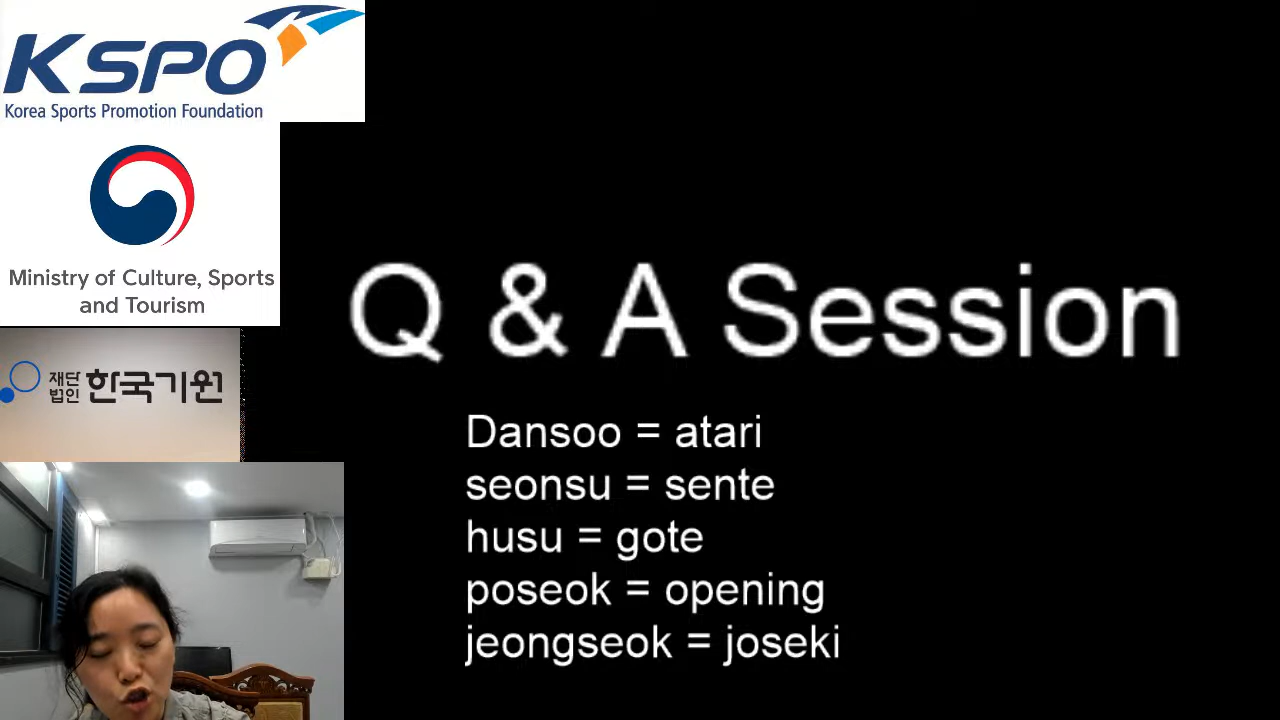 KSPO
Korea Sports Promotion Foundation
Ministry of Culture, Sports
and Tourism
재단
법인 한국기원
Q & A Session
Dansoo = atari
seonsu = sente
husu = gote
poseok = opening
jeongseok = joseki